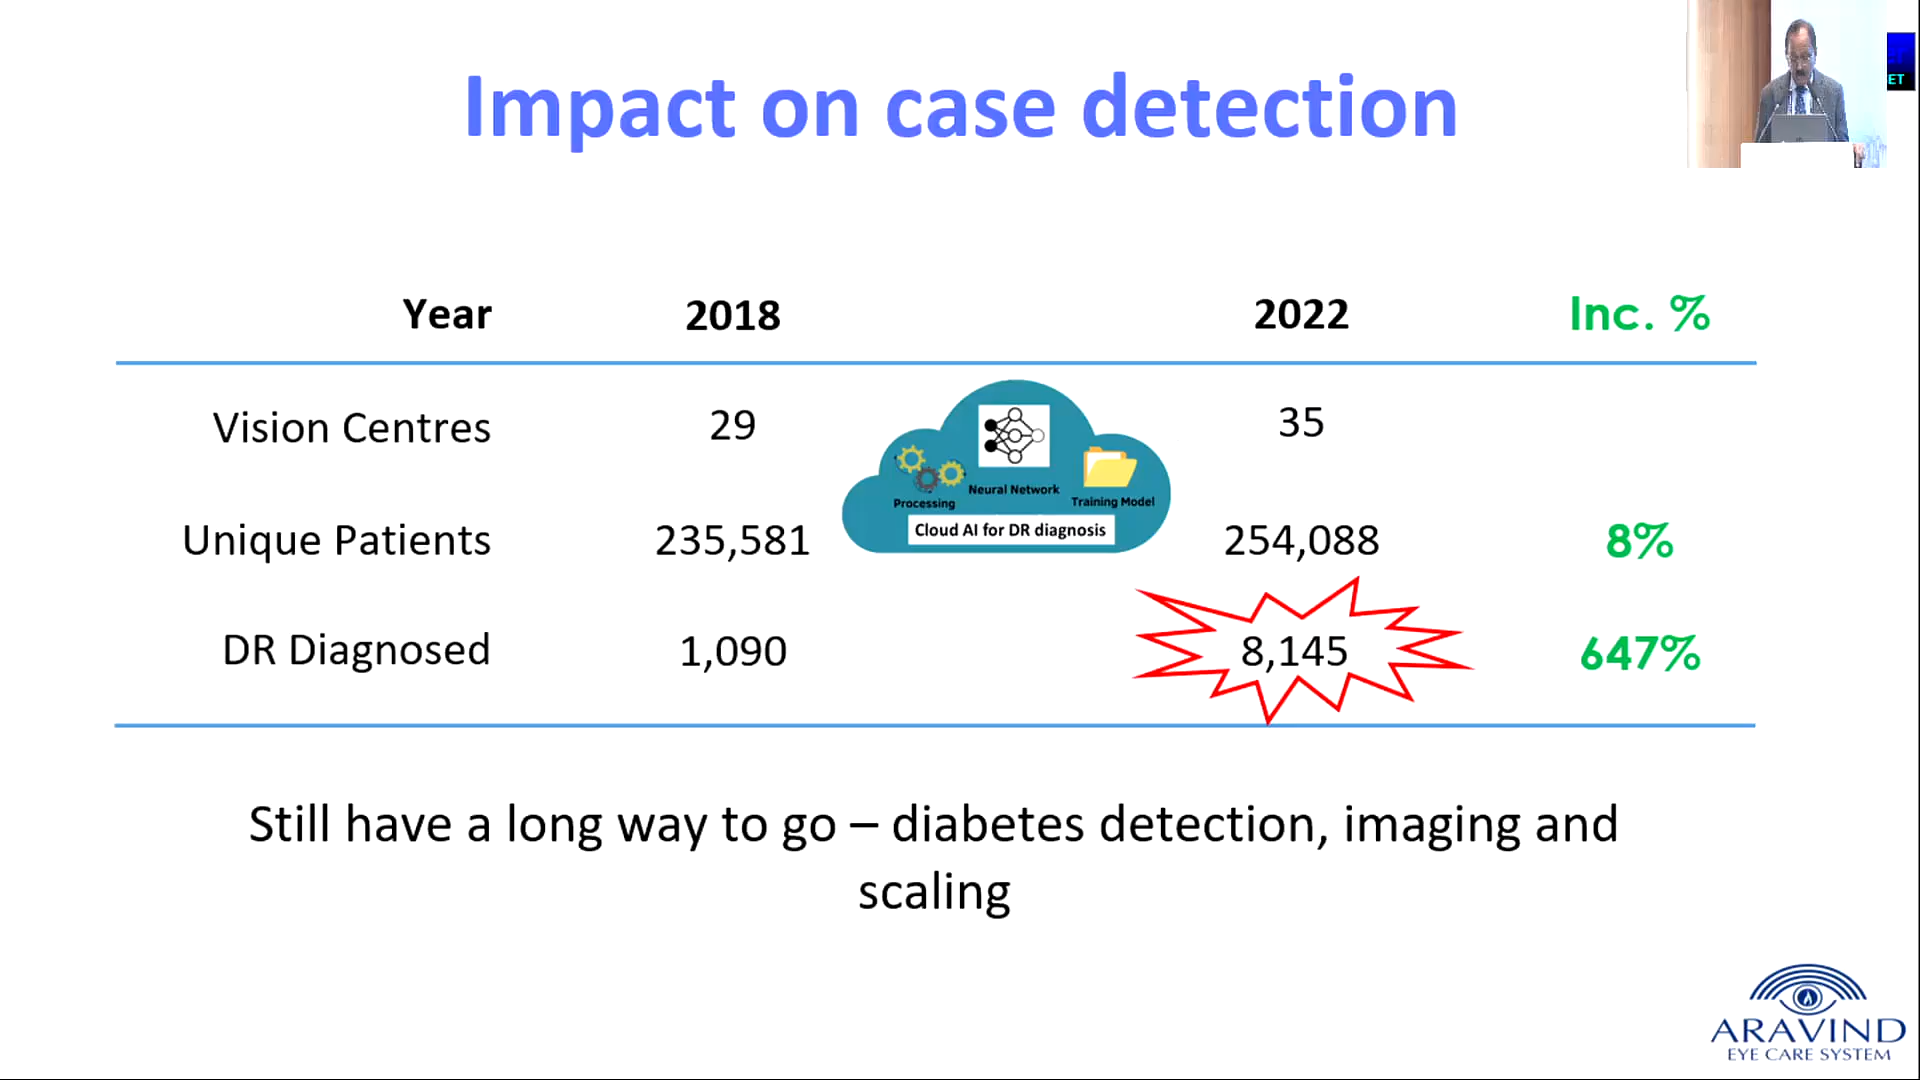 Impact on case detection
ET
Year 2018 2022 Inc. %
Vision Centres 29 35
Neural Network
Processing Training Model
Cloud AI for DR diagnosis
Unique Patients 235,581 254,088 8%
DR Diagnosed 1,090 8,145 647%
Still have a long way to go – diabetes detection, imaging and
scaling
ARAVIND
EYE CARE SYSTEM